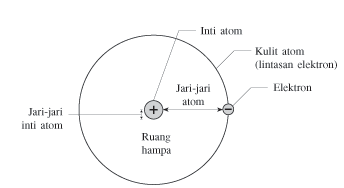 Inti atom
Kulit atom
(lintasan elektron)
Elektron
Jari-jari
atom
+
−
Jari-jari
inti atom
Ruang
hampa